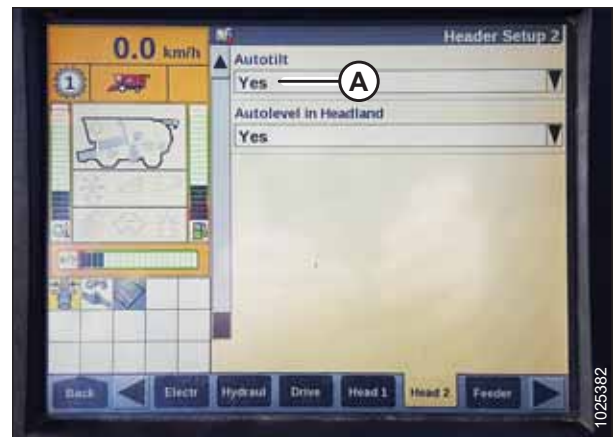 Header Setup 2
0.0 km/h
1
Autotilt
Yes
A
Autolevel in Headland
Yes
GPS
Back
Electr
Hydraul
Drive
Head 1
Head 2
Feeder
1025382